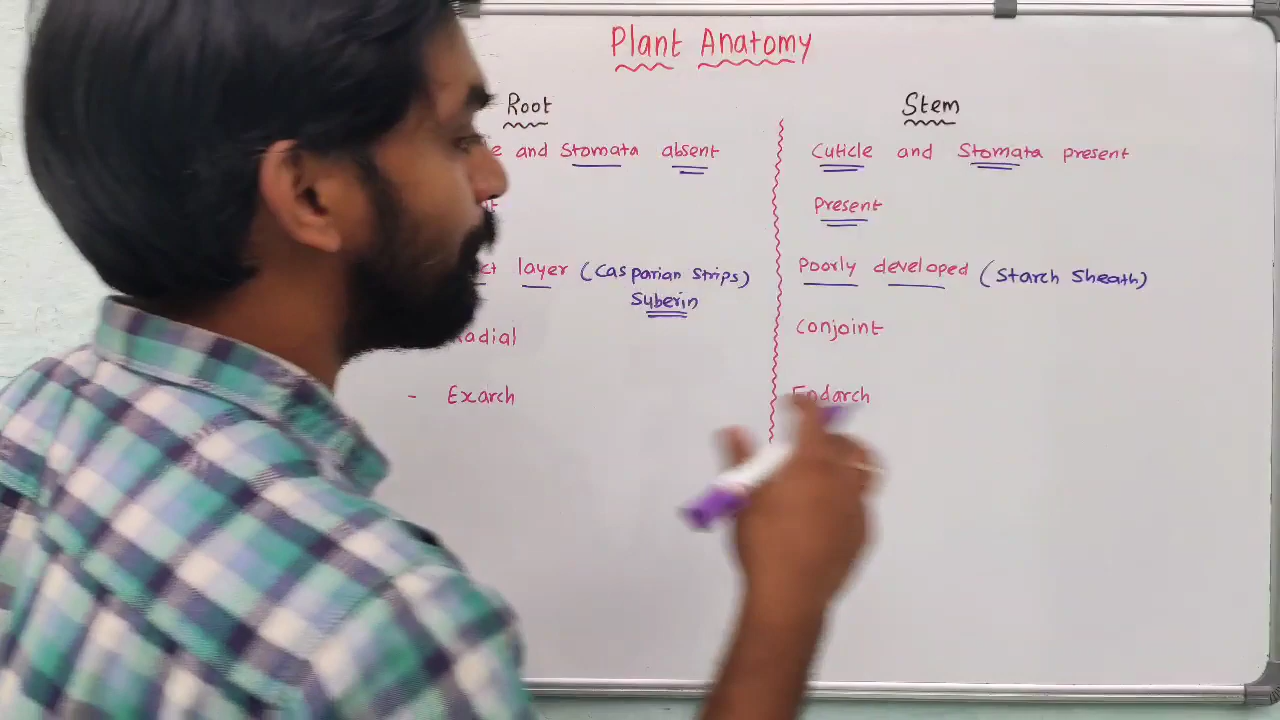 Plant Anatomy
Root
Stem
and Stomata absent
Cuticle and Stomata present
Present
layer (Casparian Strips)
Suberin
Poorly developed (Starch Sheath)
Conjoint
- Exarch
Endarch